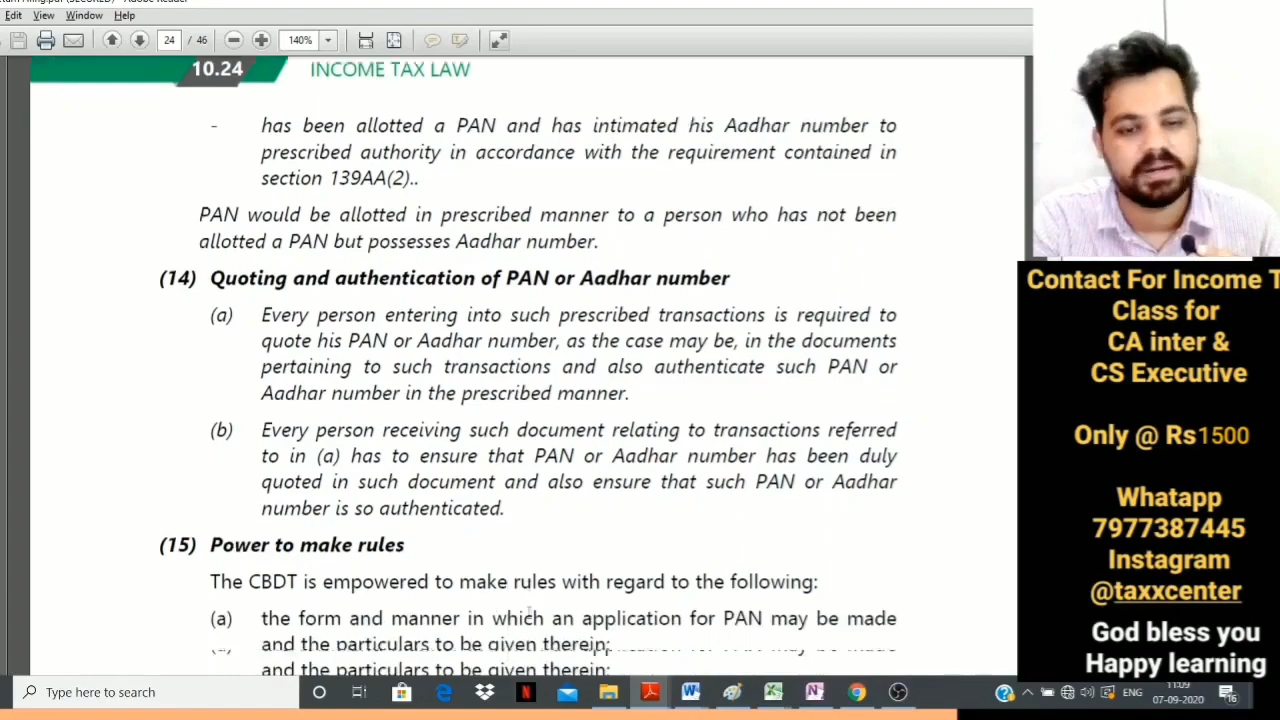 Edit View Window Help
24 / 46 140%
10.24 INCOME TAX LAW
- has been allotted a PAN and has intimated his Aadhar number to
prescribed authority in accordance with the requirement contained in
section 139AA(2)..
PAN would be allotted in prescribed manner to a person who has not been
allotted a PAN but possesses Aadhar number.
(14) Quoting and authentication of PAN or Aadhar number
(a) Every person entering into such prescribed transactions is required to
quote his PAN or Aadhar number, as the case may be, in the documents
pertaining to such transactions and also authenticate such PAN or
Aadhar number in the prescribed manner.
(b) Every person receiving such document relating to transactions referred
to in (a) has to ensure that PAN or Aadhar number has been duly
quoted in such document and also ensure that such PAN or Aadhar
number is so authenticated.
(15) Power to make rules
The CBDT is empowered to make rules with regard to the following:
(a) the form and manner in which an application for PAN may be made
and the particulars to be given therein;
and the particulars to be given therein;
Contact For Income T
Class for
CA inter &
CS Executive
Only @ Rs1500
Whatapp
7977387445
Instagram
@taxxcenter
God bless you
Happy learning
Type here to search
ENG
11:09
07-09-2020
16